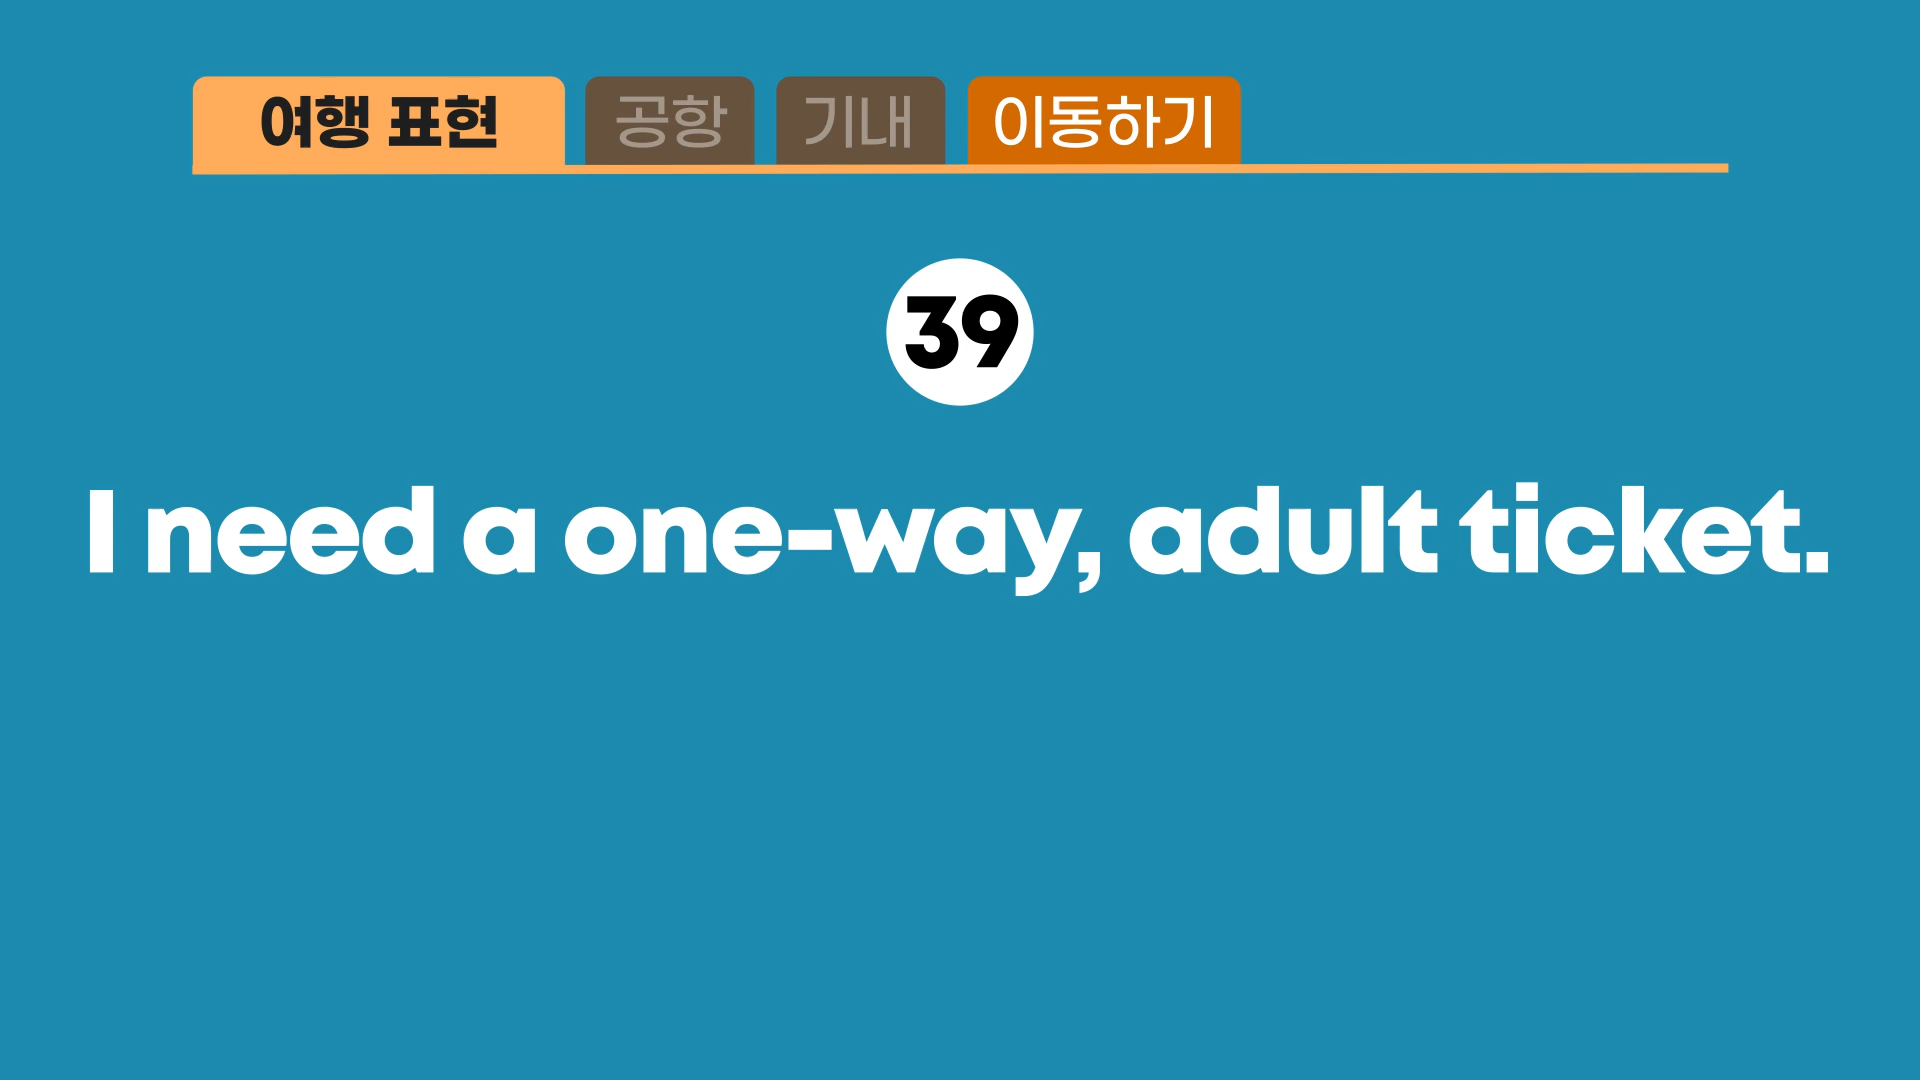 여행 표현 공항 기내 이동하기
39
I need a one-way, adult ticket.